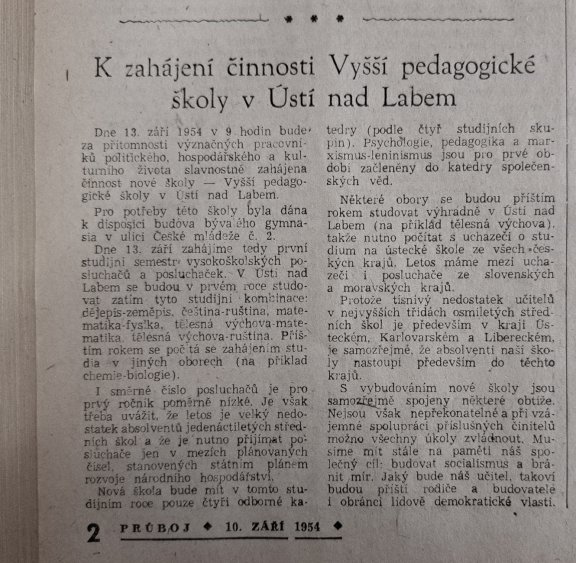 K zahájení činnosti Vyšší pedagogické
školy v Ústí nad Labem
Dne 13. září 1954 v 9 hodin bude
za přítomnosti význačných pracovní-
ků politického, hospodářského a kul-
turního života slavnostně zahájena
činnost nové školy — Vyšší pedago-
gické školy v Ústí nad Labem.
Pro potřeby této školy byla dána
k disposici budova bývalého gymna-
sia v ulici České mládeže č. 2.
Dne 13. září zahájíme tedy první
studijní semestr vysokoškolských po-
sluchačů a posluchaček. V Ústí nad
Labem se budou v prvém roce studo-
vat zatím tyto studijní kombinace:
dějepis-zeměpis, čeština-ruština, mate-
matika-fysika, tělesná výchova-mate-
matika, tělesná výchova-ruština. Příš-
tím rokem se počítá se zahájením stu-
dia v jiných oborech (na příklad
chemie-biologie).
I směrné číslo posluchačů je pro
prvý ročník poměrně nízké. Je však
třeba uvážit, že letos je velký nedo-
statek absolventů jedenáctiletých střed-
ních škol a že je nutno přijímat po-
sluchače jen v mezích plánovaných
čísel, stanovených státním plánem
rozvoje národního hospodářství.
Nová škola bude mít v tomto stu-
dijním roce pouze čtyři odborné ka-
tedry (podle čtyř studijních sku-
pin). Psychologie, pedagogika a mar-
xismus-leninismus jsou pro prvé ob-
dobí začleněny do katedry společen-
ských věd.
Některé obory se budou příštím
rokem studovat výhradně v Ústí nad
Labem (na příklad tělesná výchova),
takže nutno počítat s uchazeči o stu-
dium na ústecké škole ze všech čes-
kých krajů. Letos máme mezi ucha-
zeči i posluchače ze slovenských
a moravských krajů.
Protože tísnivý nedostatek učitelů
v nejvyšších třídách osmiletých střed-
ních škol je především v kraji Ús-
teckém, Karlovarském a Libereckém,
je samozřejmé, že absolventi naší ško-
ly nastoupí především do těchto
krajů.
S vybudováním nové školy jsou
samozřejmě spojeny některé obtíže.
Nejsou však nepřekonatelné a při vzá-
jemné spolupráci příslušných činitelů
možno všechny úkoly zvládnout. Mu-
síme mít stále na paměti náš spo-
lečný cíl: budovat socialismus a brá-
nit mír. Jaký bude náš učitel, takoví
budou příští rodiče a budovatelé
i obránci lidově demokratické vlasti.
2 PRŮBOJ ◆ 10. ZÁŘÍ 1954 ◆